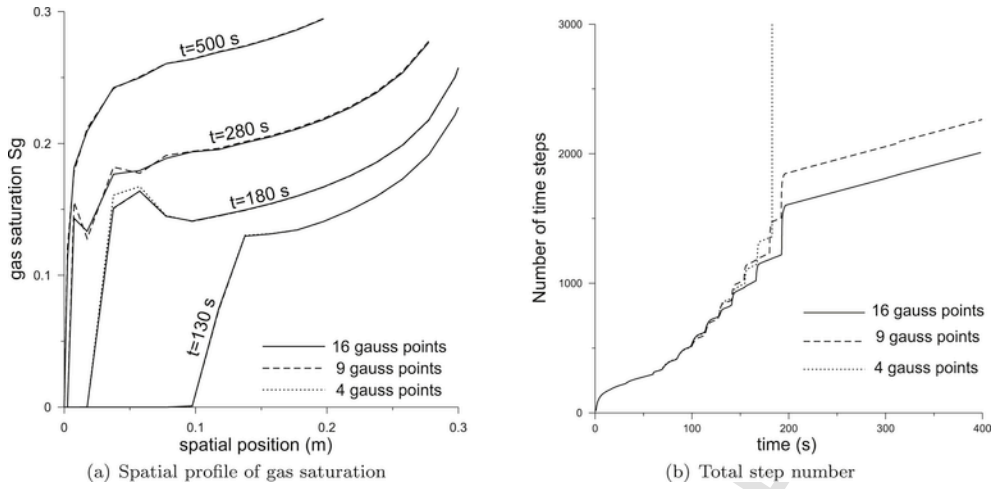 0.3
0.2
0.1
0
gas saturation Sg
t=500 s
t=280 s
t=180 s
t=130 s
16 gauss points
9 gauss points
4 gauss points
0
0.1
0.2
0.3
spatial position (m)
(a) Spatial profile of gas saturation
3000
2000
1000
0
Number of time steps
16 gauss points
9 gauss points
4 gauss points
0
100
200
300
400
time (s)
(b) Total step number